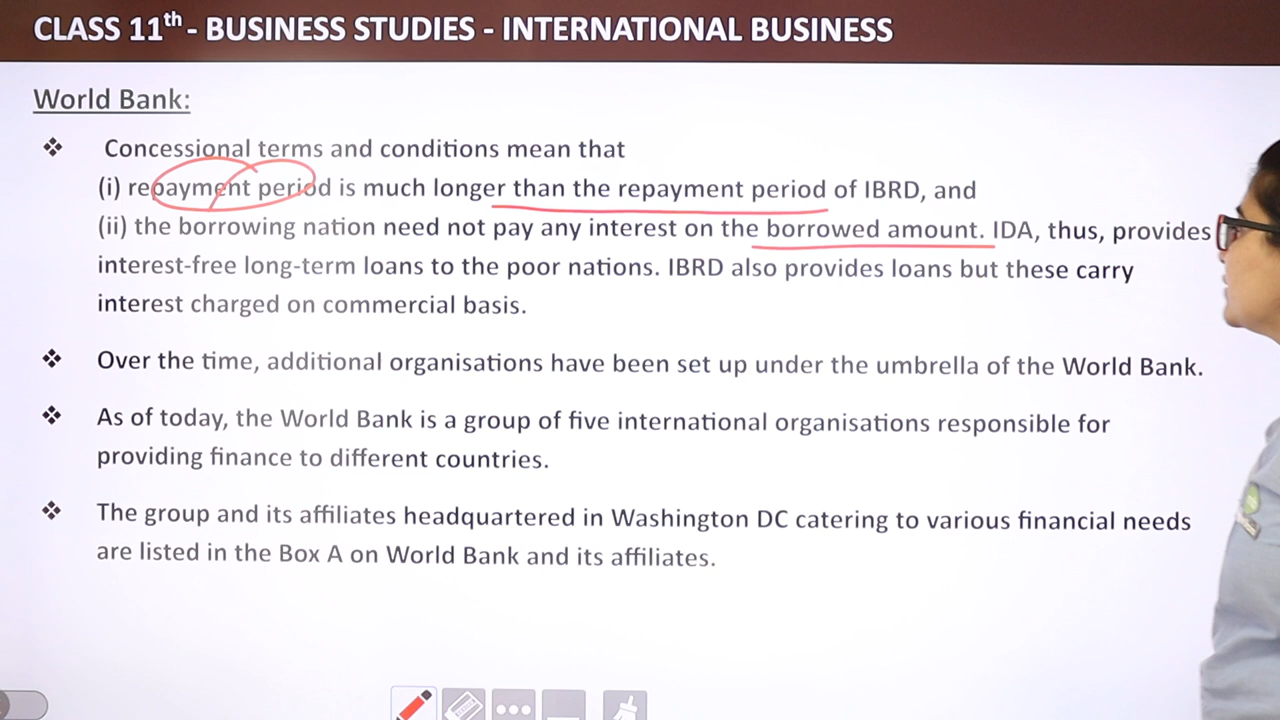 CLASS 11th - BUSINESS STUDIES - INTERNATIONAL BUSINESS
World Bank:
❖ Concessional terms and conditions mean that
(i) repayment period is much longer than the repayment period of IBRD, and
(ii) the borrowing nation need not pay any interest on the borrowed amount. IDA, thus, provides
interest-free long-term loans to the poor nations. IBRD also provides loans but these carry
interest charged on commercial basis.
❖ Over the time, additional organisations have been set up under the umbrella of the World Bank.
❖ As of today, the World Bank is a group of five international organisations responsible for
providing finance to different countries.
❖ The group and its affiliates headquartered in Washington DC catering to various financial needs
are listed in the Box A on World Bank and its affiliates.